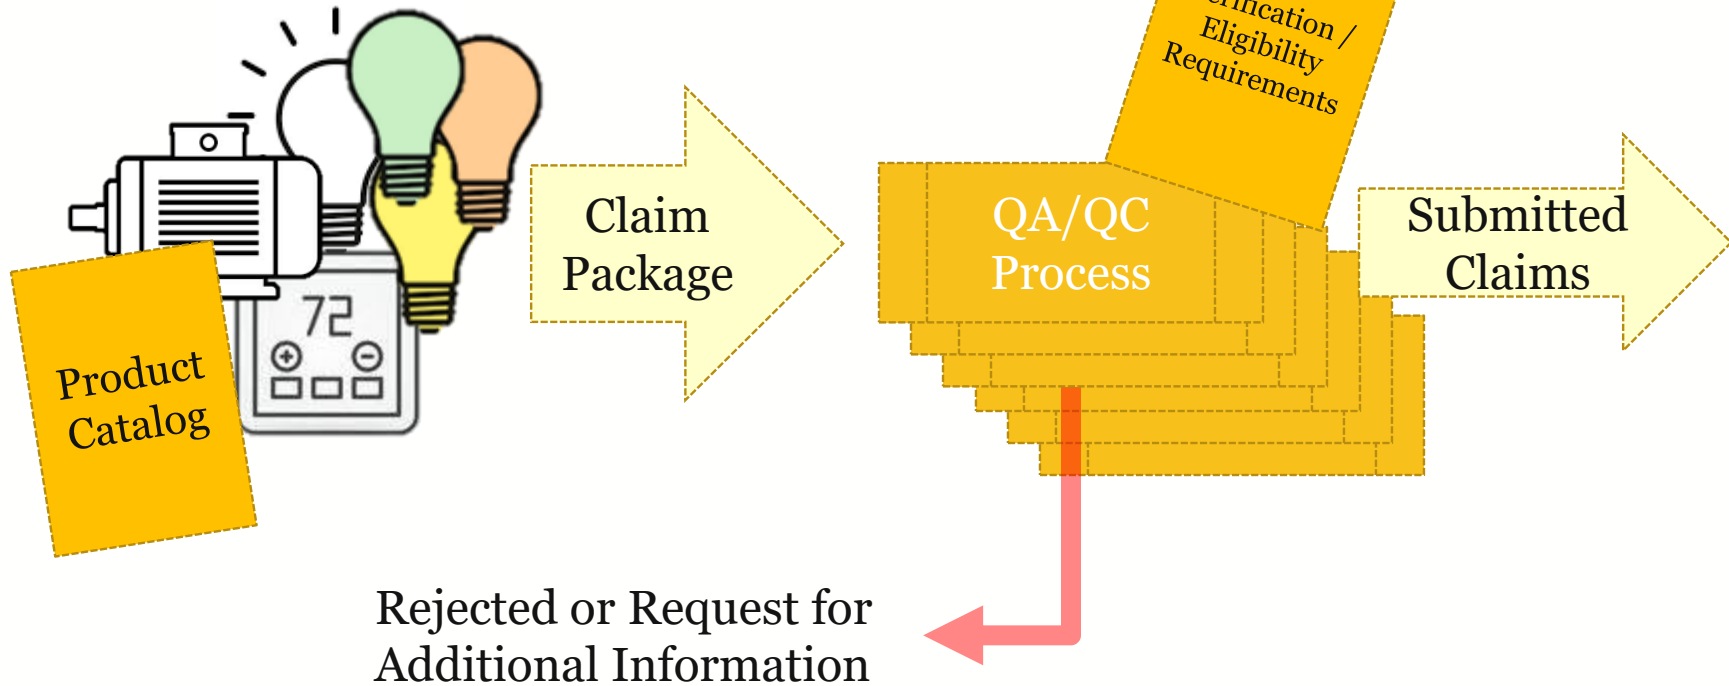 Eligibility
Requirements
Claim
Package
QA/QC
Process
Submitted
Claims
72
Product
Catalog
Rejected or Request for
Additional Information